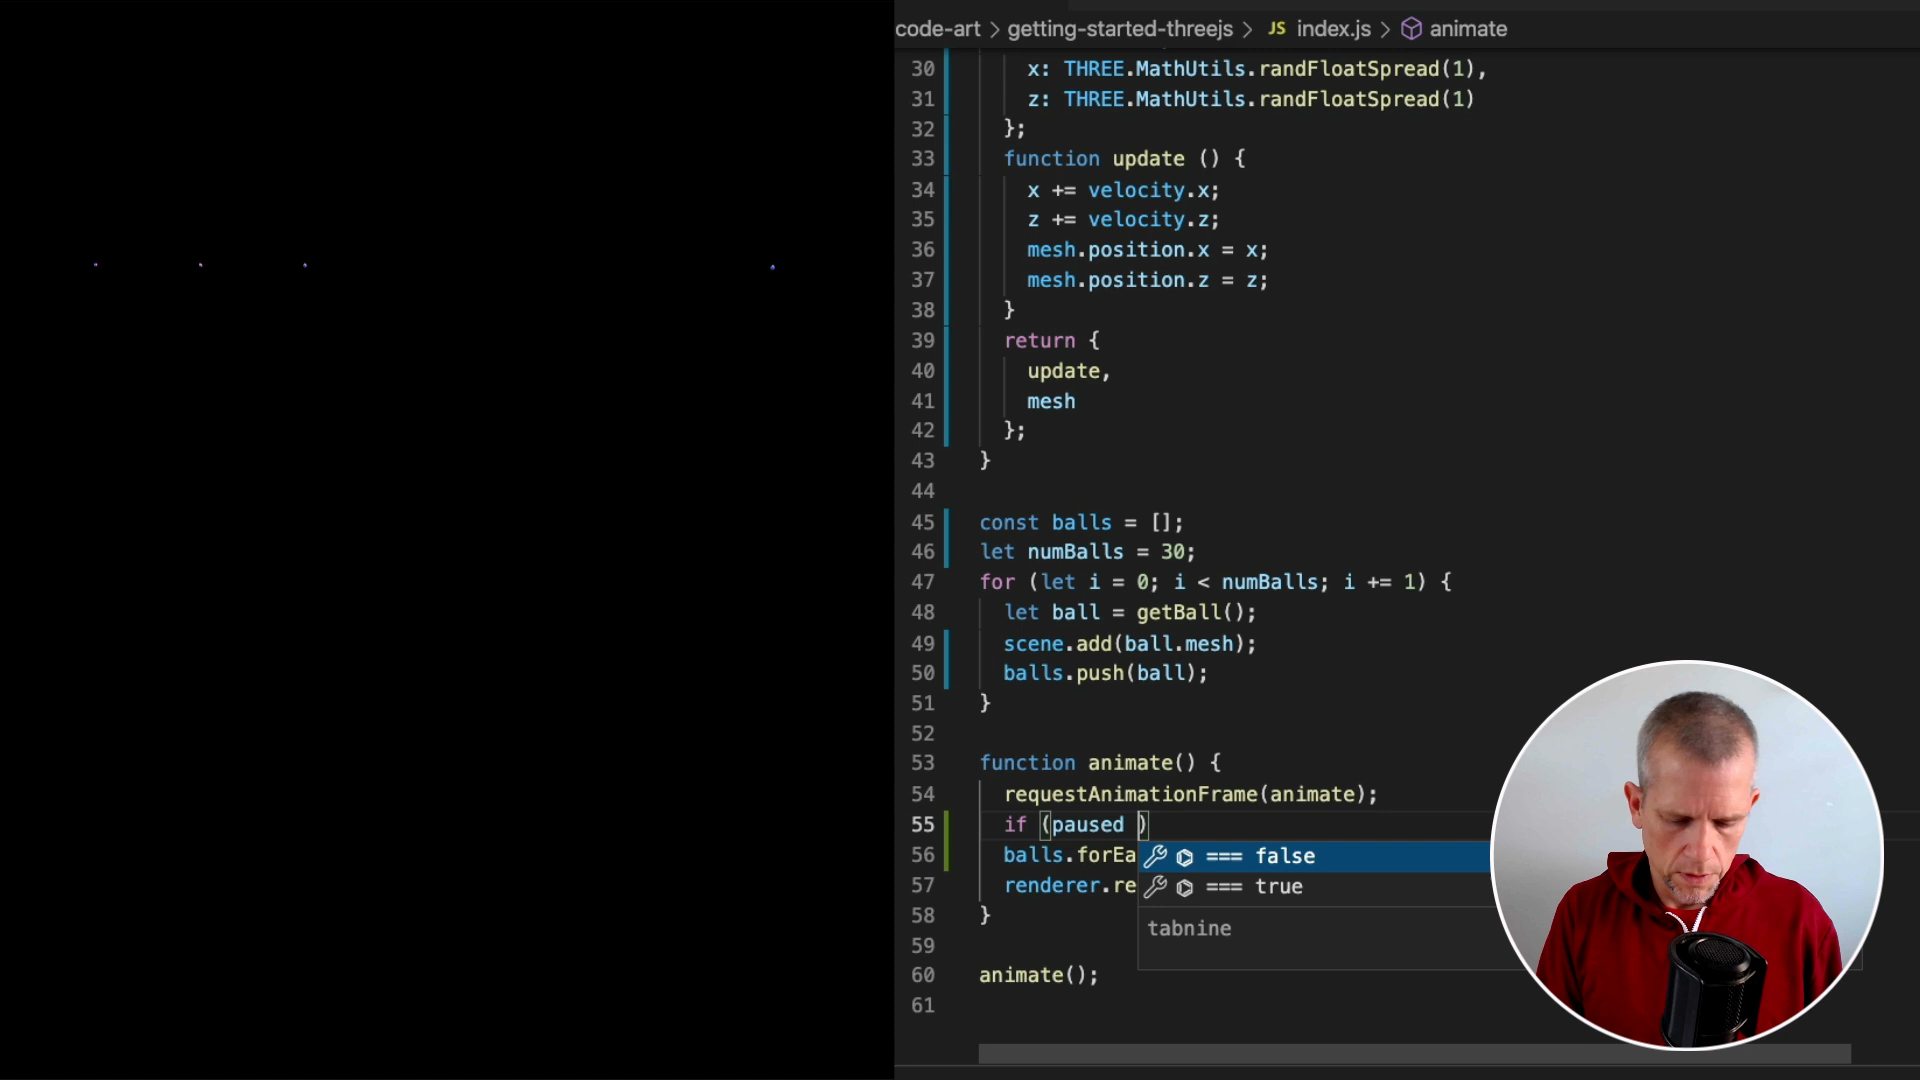 code-art > getting-started-threejs > JS index.js > animate
30 x: THREE.MathUtils.randFloatSpread(1),
31 z: THREE.MathUtils.randFloatSpread(1)
32 };
33 function update () {
34 x += velocity.x;
35 z += velocity.z;
36 mesh.position.x = x;
37 mesh.position.z = z;
38 }
39 return {
40 update,
41 mesh
42 };
43 }
44
45 const balls = [];
46 let numBalls = 30;
47 for (let i = 0; i < numBalls; i += 1) {
48 let ball = getBall();
49 scene.add(ball.mesh);
50 balls.push(ball);
51 }
52
53 function animate() {
54 requestAnimationFrame(animate);
55 if (paused )
56 balls.forEa === false
57 renderer.re === true
58 }
tabnine
59
60 animate();
61